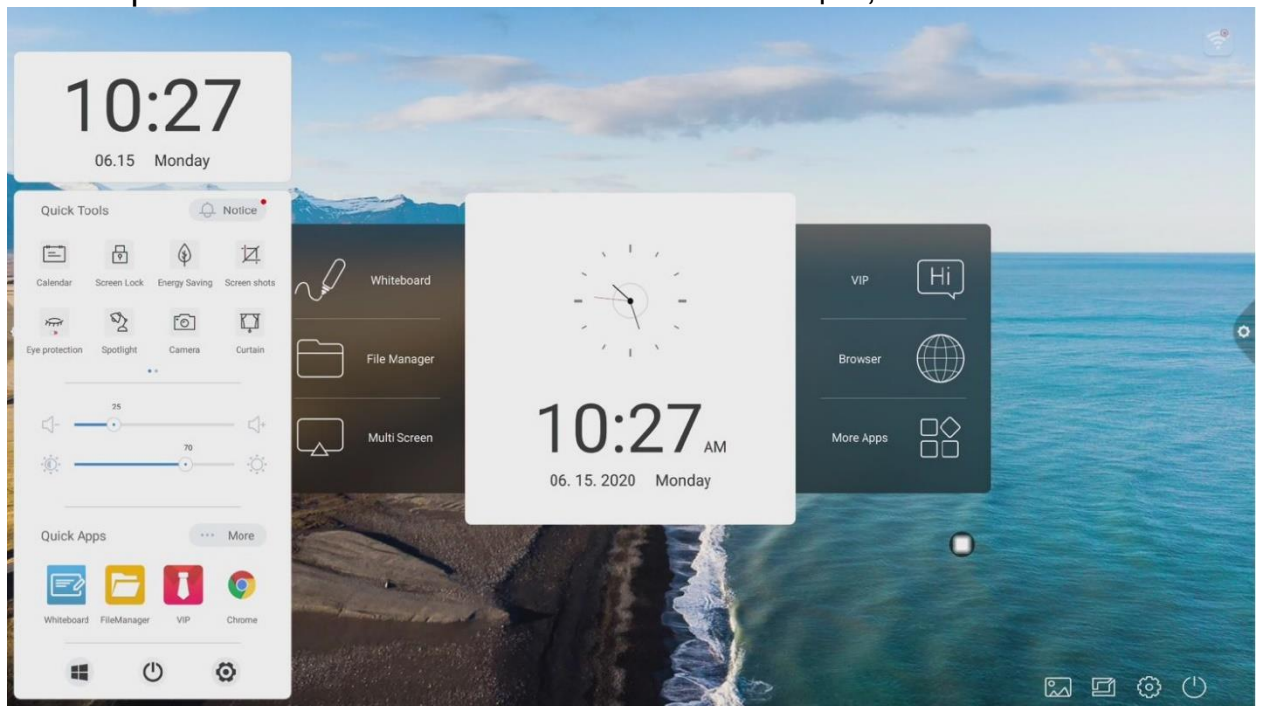 10:27
06.15 Monday
Quick Tools
Notice
Calendar Screen Lock Energy Saving Screen shots
Eye protection Spotlight Camera Curtain
25
70
Quick Apps
... More
Whiteboard FileManager VIP Chrome
Whiteboard
File Manager
Multi Screen
10:27 AM
06. 15. 2020 Monday
VIP
Hi
Browser
More Apps